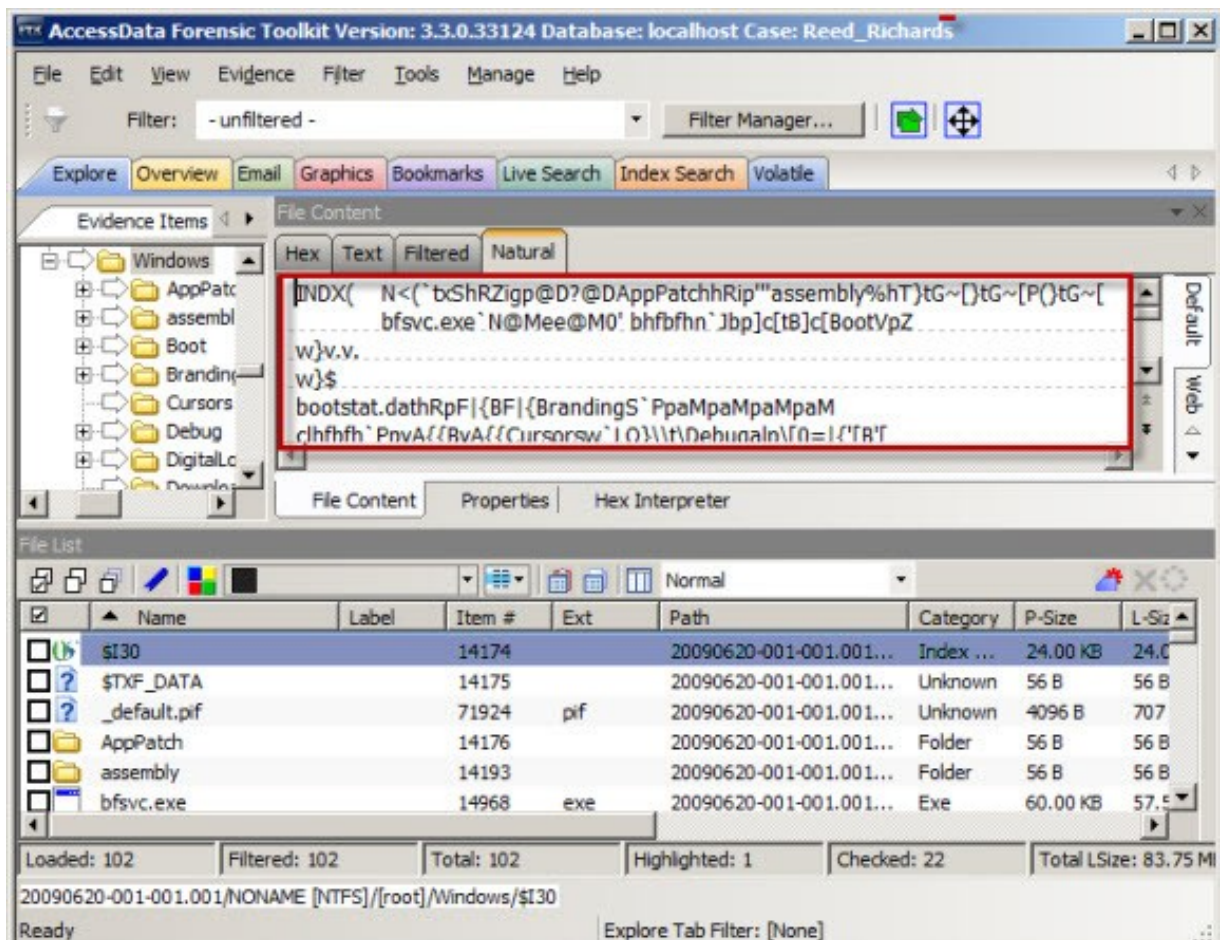 AccessData Forensic Toolkit Version: 3.3.0.33124 Database: localhost Case: Reed_Richards
File Edit View Evidence Filter Tools Manage Help
Filter: - unfiltered - Filter Manager...
Explore Overview Email Graphics Bookmarks Live Search Index Search Volatile
Evidence Items
File Content
Hex Text Filtered Natural
Windows
AppPatc
assembl
Boot
Branding
Cursors
Debug
DigitalLc
INDX( N<(`txShRZigp@D?@DAppPatchhRip'"assembly%hT}tG~[}tG~[P(}tG~[
bfsvc.exe`N@Mee@M0' bhfbfhn`Jbp]c[tB]c[BootVpZ
w}v.v.
w}$
bootstat.dathRpF|{BF|{BrandingS`PpaMpaMpaMpaM
Default
Web
File Content Properties Hex Interpreter
File List
Normal
Name Label Item # Ext Path Category P-Size L-Siz
$I30 14174 20090620-001-001.001... Index ... 24.00 KB 24.0
$TXF_DATA 14175 20090620-001-001.001... Unknown 56 B 56 B
_default.pif 71924 pif 20090620-001-001.001... Unknown 4096 B 707
AppPatch 14176 20090620-001-001.001... Folder 56 B 56 B
assembly 14193 20090620-001-001.001... Folder 56 B 56 B
bfsvc.exe 14968 exe 20090620-001-001.001... Exe 60.00 KB 57.5
Loaded: 102 Filtered: 102 Total: 102 Highlighted: 1 Checked: 22 Total LSize: 83.75 M
20090620-001-001.001/NONAME [NTFS]/[root]/Windows/$I30
Ready Explore Tab Filter: [None]